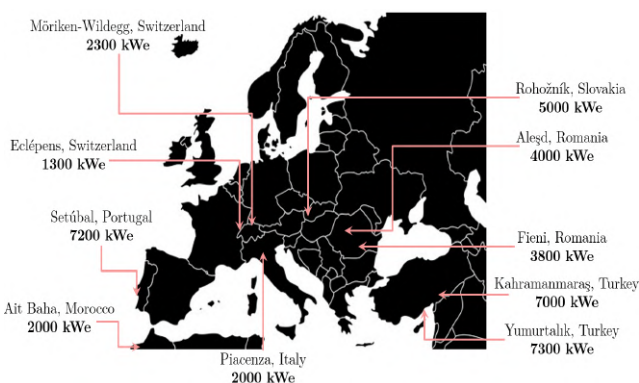 Möriken-Wildegg, Switzerland
2300 kWe
Rohožník, Slovakia
5000 kWe
Eclépens, Switzerland
1300 kWe
Aleşd, Romania
4000 kWe
Setúbal, Portugal
7200 kWe
Fieni, Romania
3800 kWe
Kahramanmaraş, Turkey
7000 kWe
Ait Baha, Morocco
2000 kWe
Yumurtalık, Turkey
7300 kWe
Piacenza, Italy
2000 kWe